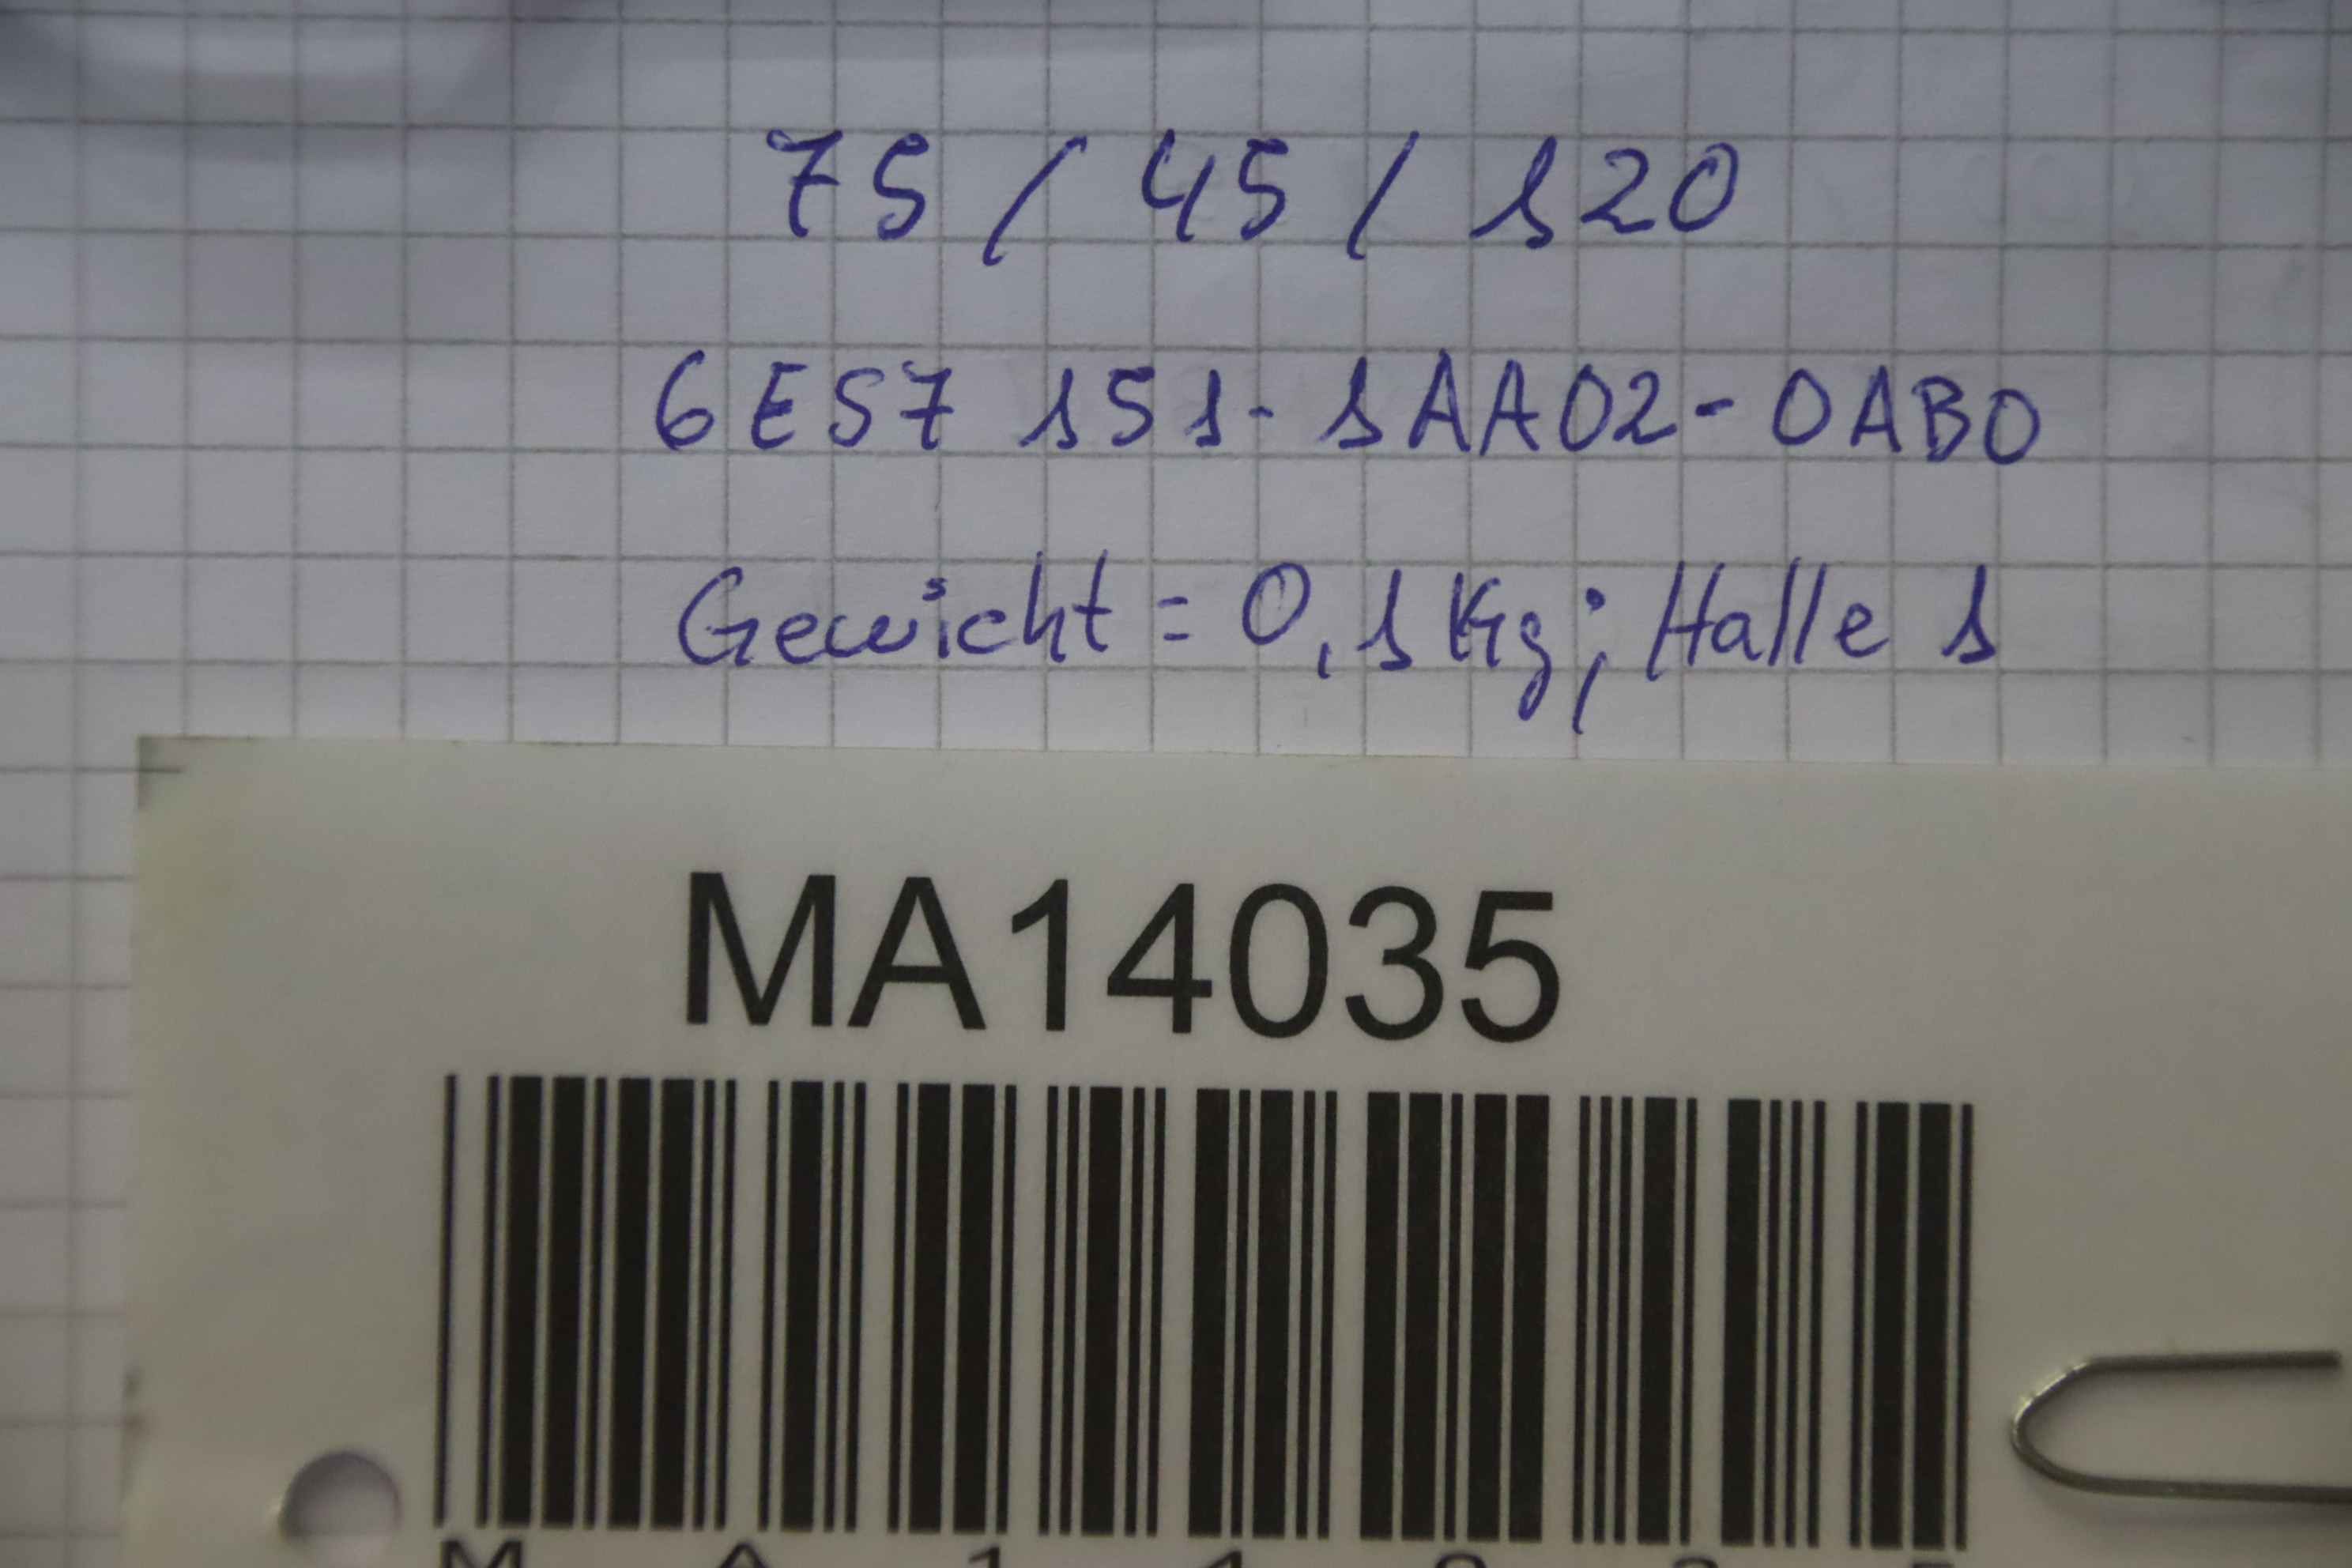 75 / 45 / 120
6ES7 151-1AA02-0AB0
Gewicht = 0,1 Kg; Halle 1
MA14035